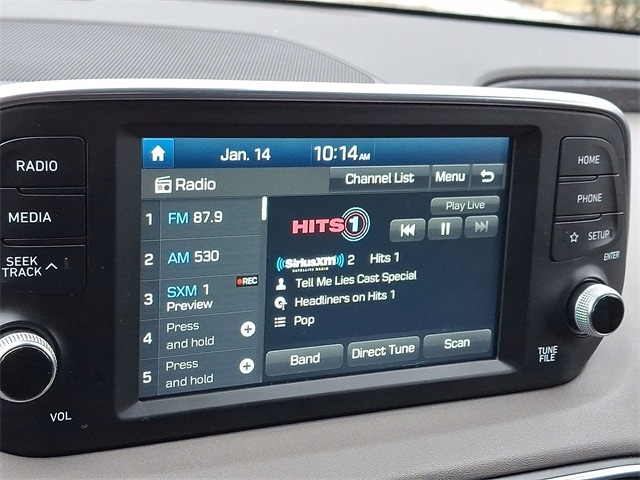 RADIO
MEDIA
SEEK
TRACK
VOL
Jan. 14 10:14 AM
Radio
Channel List Menu
1 FM 87.9
2 AM 530
3 SXM 1 REC
Preview
4 Press
and hold
5 Press
and hold
HITS 1
Play Live
SiriusXM 2 Hits 1
SATELLITE RADIO
Tell Me Lies Cast Special
Headliners on Hits 1
Pop
Band Direct Tune Scan
HOME
PHONE
SETUP
ENTER
TUNE
FILE